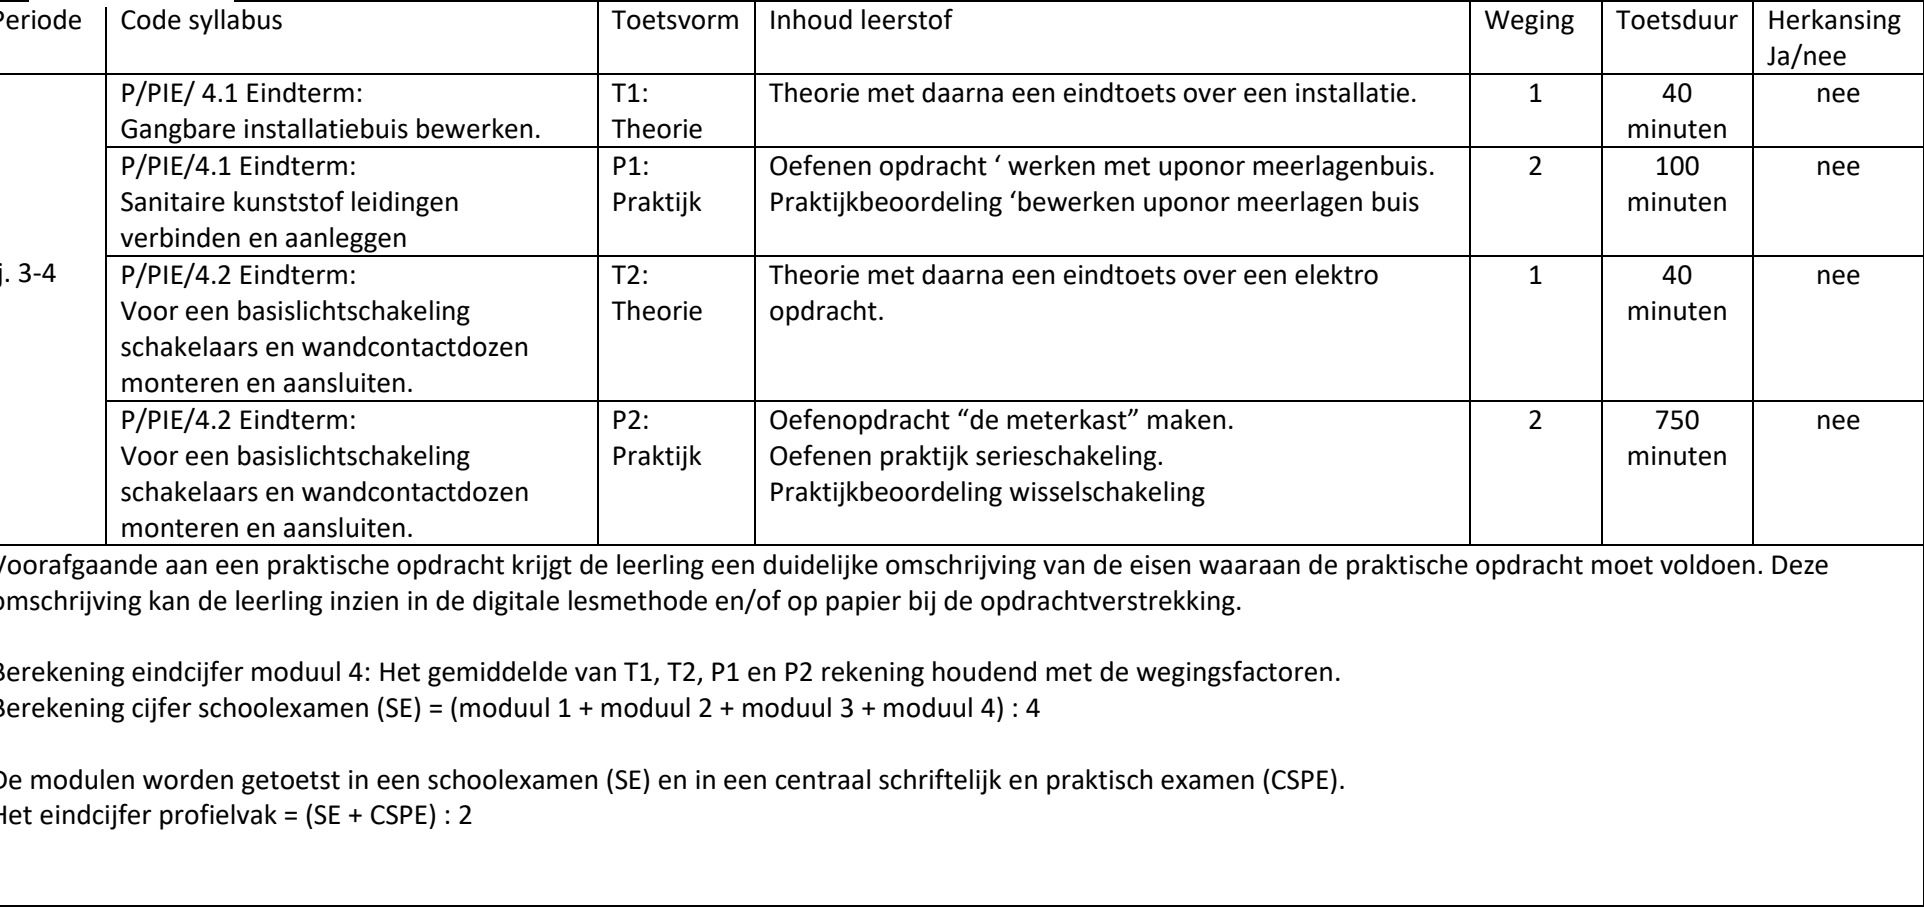 Periode Code syllabus Toetsvorm Inhoud leerstof Weging Toetsduur Herkansing
Ja/nee
P/PIE/ 4.1 Eindterm: T1: Theorie met daarna een eindtoets over een installatie. 1 40 nee
Gangbare installatiebuis bewerken. Theorie minuten
P/PIE/4.1 Eindterm: P1: Oefenen opdracht ‘ werken met uponor meerlagenbuis. 2 100 nee
Sanitaire kunststof leidingen Praktijk Praktijkbeoordeling ‘bewerken uponor meerlagen buis minuten
verbinden en aanleggen
j. 3-4 P/PIE/4.2 Eindterm: T2: Theorie met daarna een eindtoets over een elektro 1 40 nee
Voor een basislichtschakeling Theorie opdracht. minuten
schakelaars en wandcontactdozen
monteren en aansluiten.
P/PIE/4.2 Eindterm: P2: Oefenopdracht “de meterkast” maken. 2 750 nee
Voor een basislichtschakeling Praktijk Oefenen praktijk serieschakeling. minuten
schakelaars en wandcontactdozen Praktijkbeoordeling wisselschakeling
monteren en aansluiten.
Voorafgaande aan een praktische opdracht krijgt de leerling een duidelijke omschrijving van de eisen waaraan de praktische opdracht moet voldoen. Deze
omschrijving kan de leerling inzien in de digitale lesmethode en/of op papier bij de opdrachtverstrekking.
Berekening eindcijfer moduul 4: Het gemiddelde van T1, T2, P1 en P2 rekening houdend met de wegingsfactoren.
Berekening cijfer schoolexamen (SE) = (moduul 1 + moduul 2 + moduul 3 + moduul 4) : 4
De modulen worden getoetst in een schoolexamen (SE) en in een centraal schriftelijk en praktisch examen (CSPE).
Het eindcijfer profielvak = (SE + CSPE) : 2